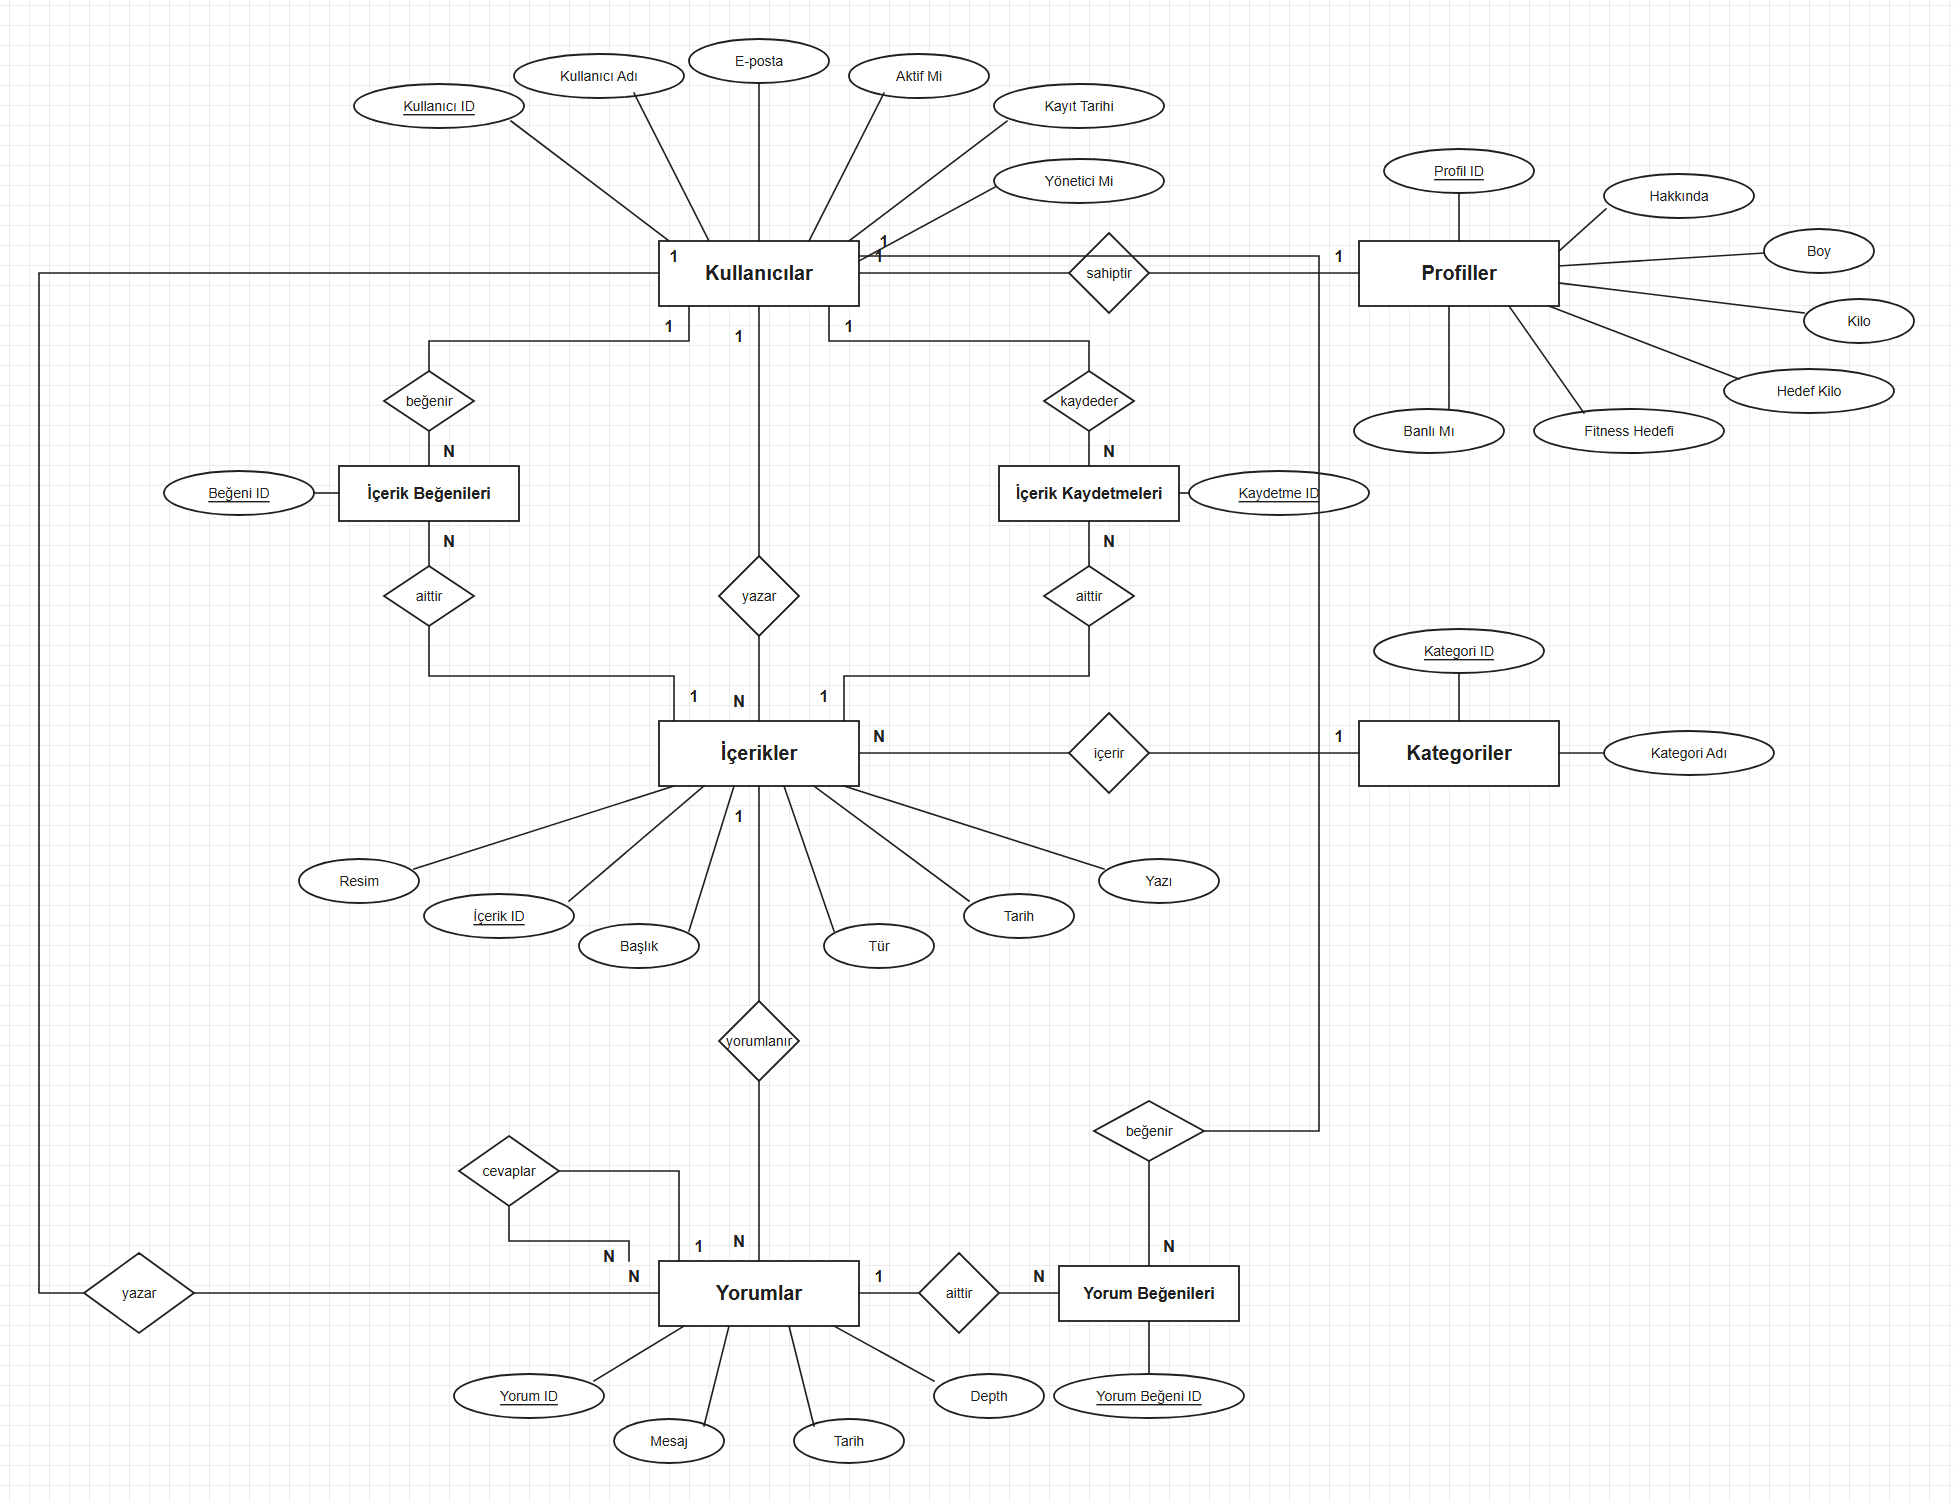 E-posta
Kullanıcı Adı
Aktif Mi
Kullanıcı ID
Kayıt Tarihi
Profil ID
Yönetici Mi
Hakkında
1
1
1
1
Kullanıcılar
sahiptir
Profiller
Boy
Kilo
1
1
1
beğenir
kaydeder
Hedef Kilo
Banlı Mı
Fitness Hedefi
N
N
Beğeni ID
İçerik Beğenileri
İçerik Kaydetmeleri
Kaydetme ID
N
N
aittir
yazar
aittir
Kategori ID
1
N
1
N
1
İçerikler
içerir
Kategoriler
Kategori Adı
1
Resim
Yazı
İçerik ID
Tarih
Başlık
Tür
yorumlanır
beğenir
cevaplar
N
1
N
N
N
1
N
yazar
Yorumlar
aittir
Yorum Beğenileri
Yorum ID
Depth
Yorum Beğeni ID
Mesaj
Tarih